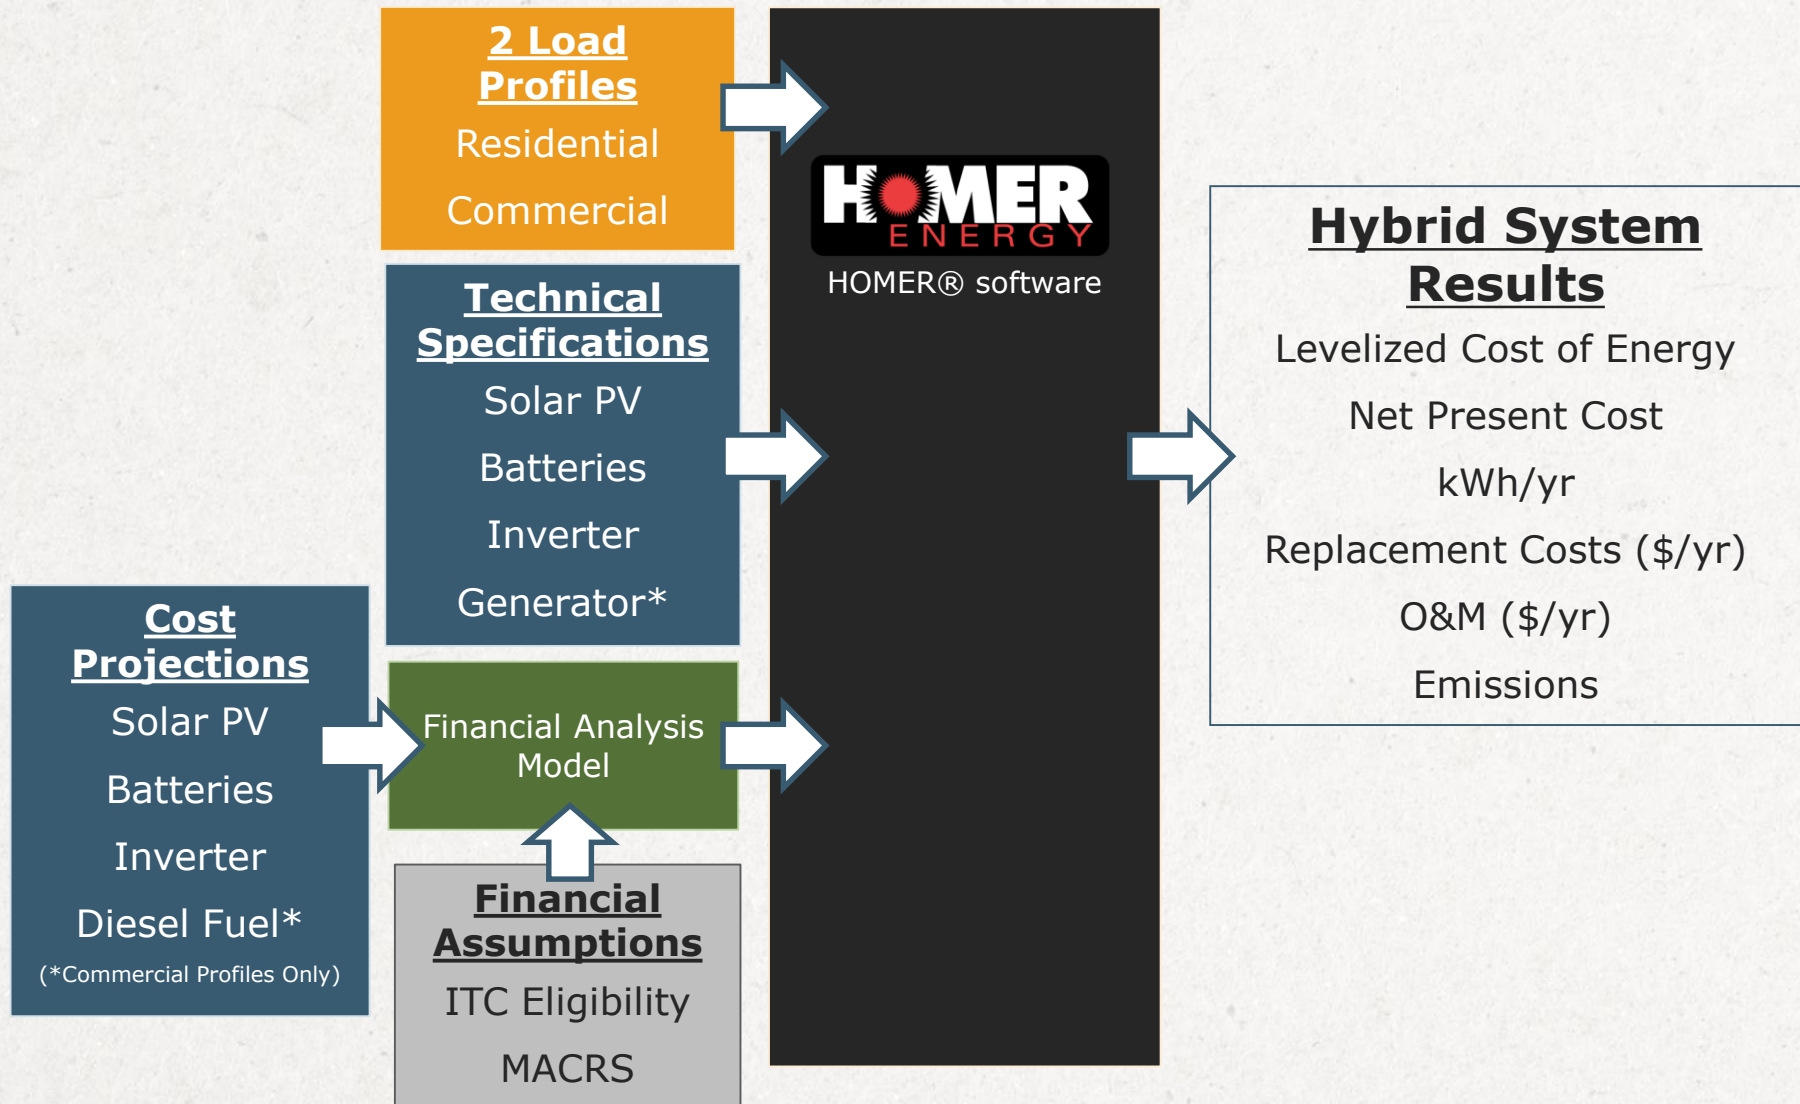 2 Load
Profiles
Residential
Commercial
Technical
Specifications
Solar PV
Batteries
Inverter
Generator*
Cost
Projections
Solar PV
Batteries
Inverter
Diesel Fuel*
(*Commercial Profiles Only)
Financial Analysis
Model
Financial
Assumptions
ITC Eligibility
MACRS
HOMER
ENERGY
HOMER® software
Hybrid System
Results
Levelized Cost of Energy
Net Present Cost
kWh/yr
Replacement Costs ($/yr)
O&M ($/yr)
Emissions